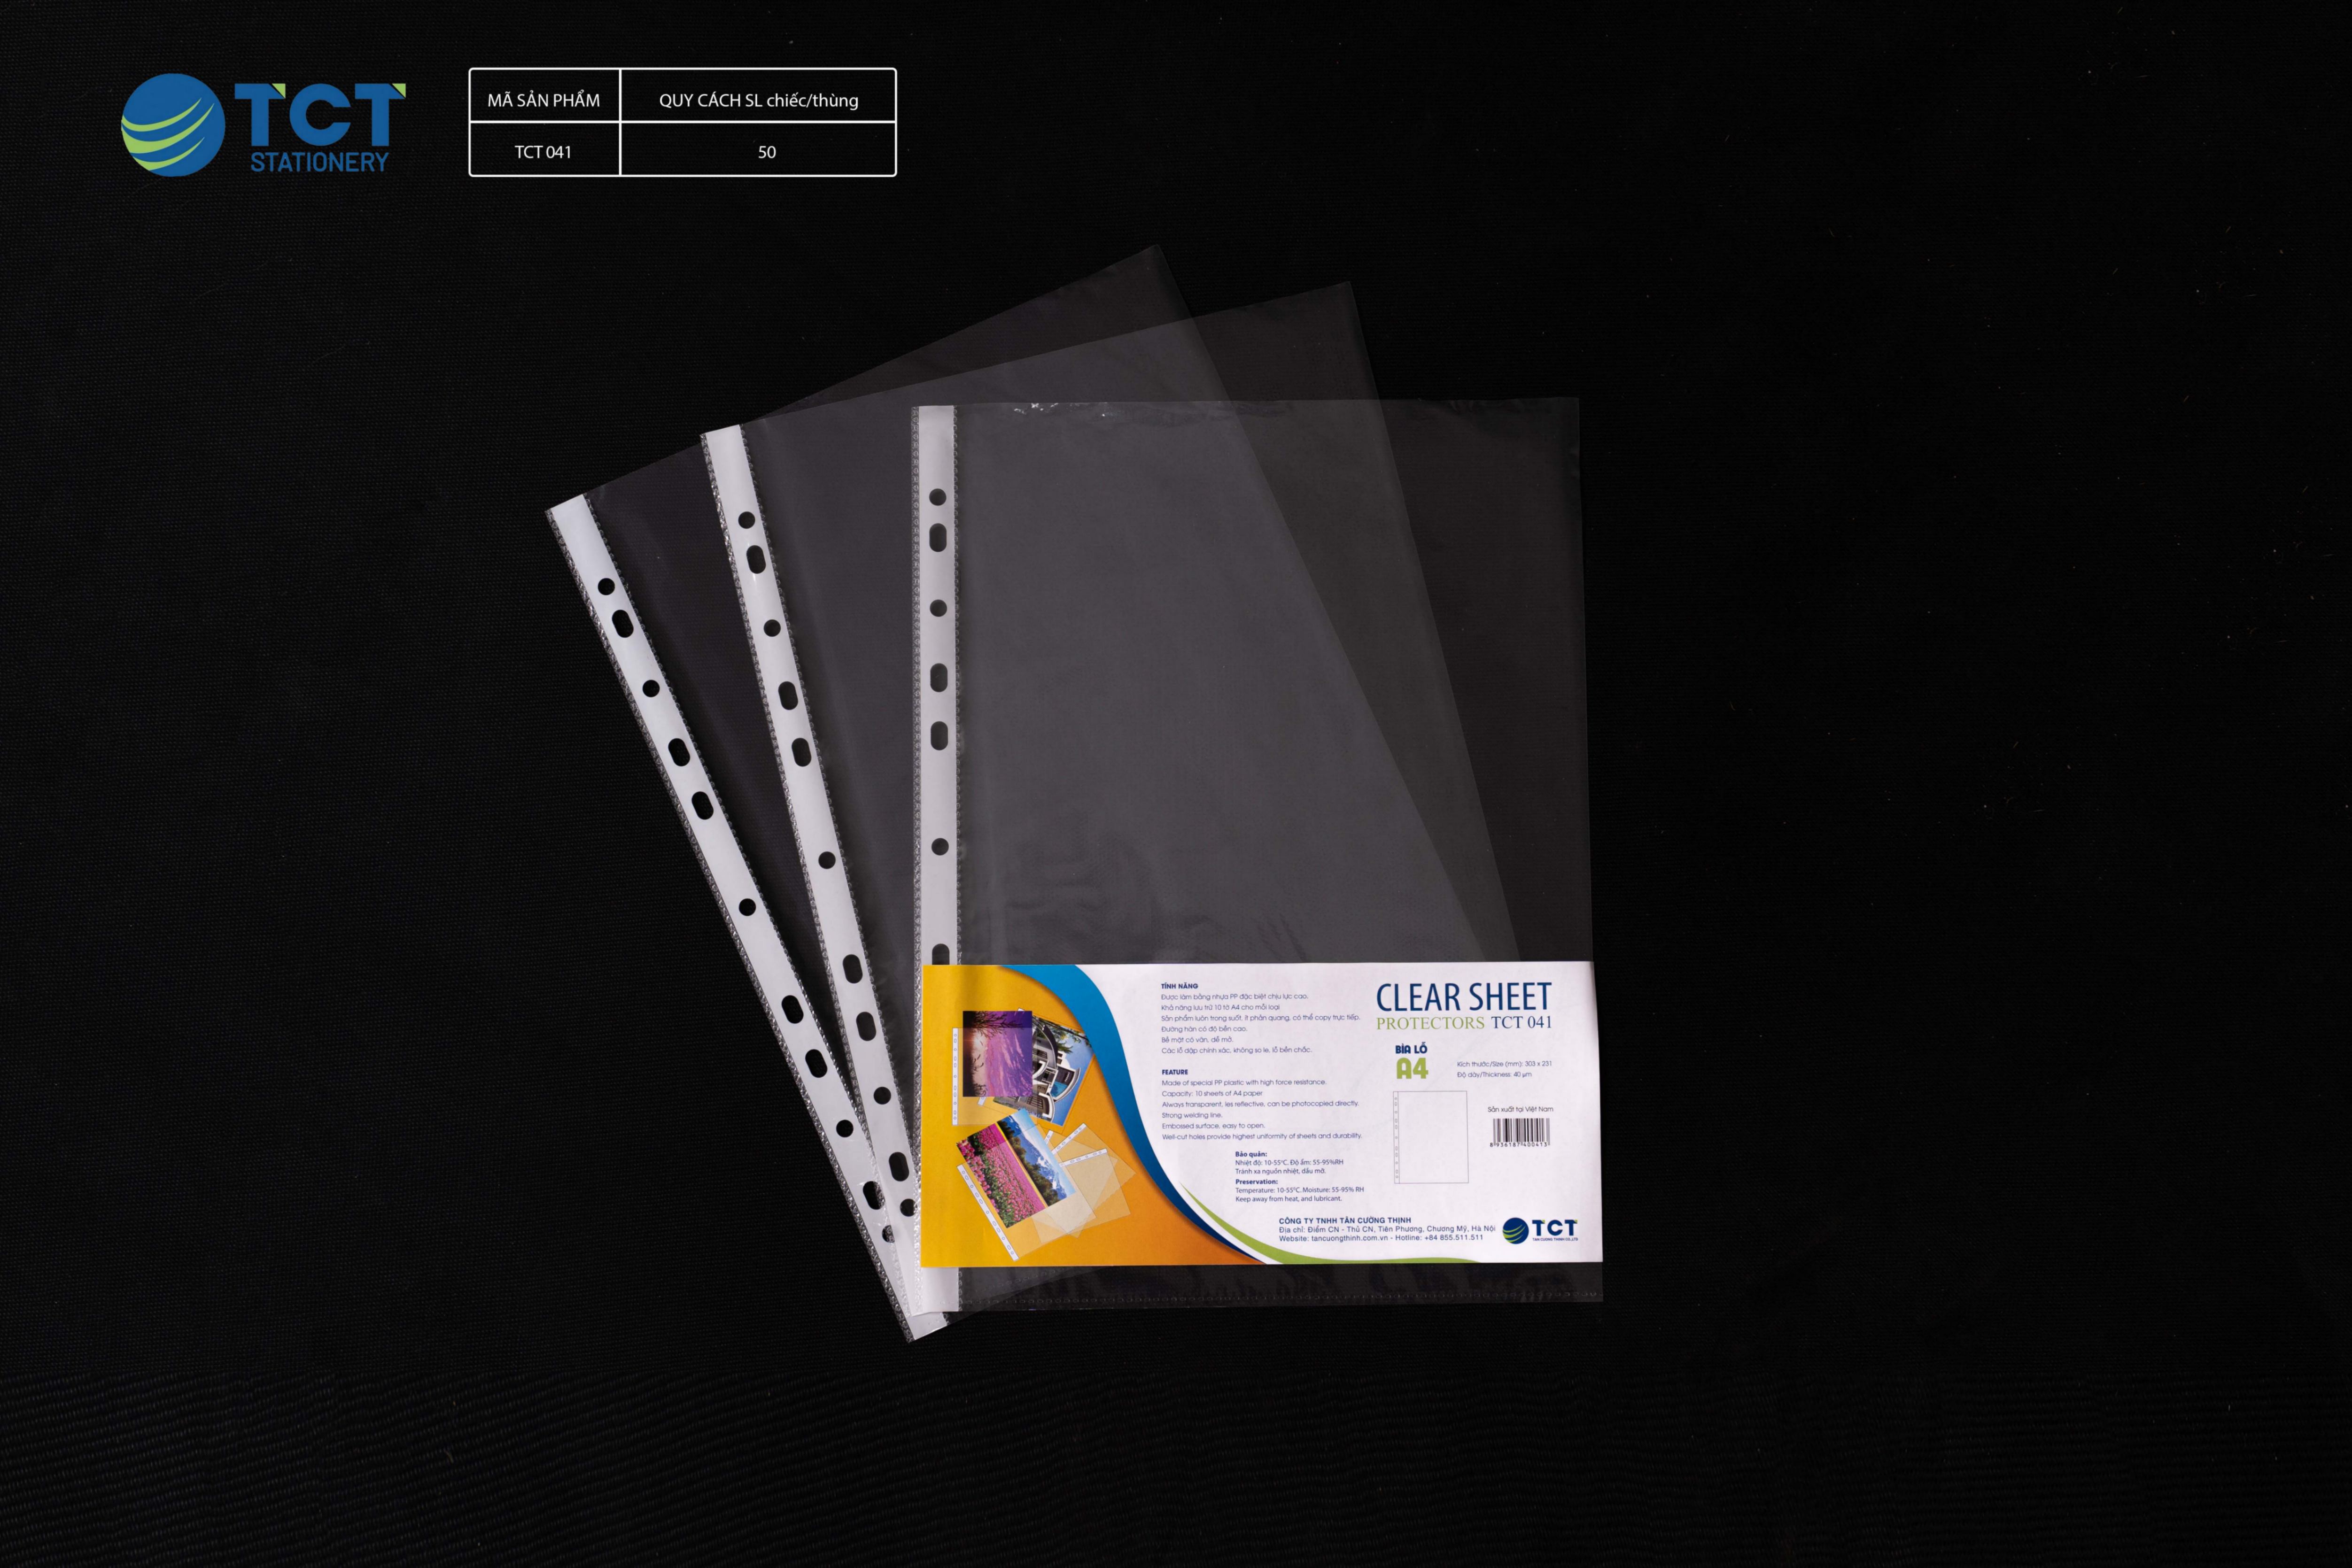 TCT
STATIONERY
MÃ SẢN PHẨM
QUY CÁCH SL chiếc/thùng
TCT 041
50
TÍNH NĂNG
Được làm bằng nhựa PP đặc biệt chịu lực cao.
Khả năng lưu trữ 10 tờ A4 cho mỗi loại
Sản phẩm luôn trong suốt, ít phản quang, có thể copy trực tiếp.
Đường hàn có độ bền cao.
Bề mặt có vân, dễ mở.
Các lỗ dập chính xác, không so le, lỗ bền chắc.
FEATURE
Made of special PP plastic with high force resistance.
Capacity: 10 sheets of A4 paper
Always transparent, les reflective, can be photocopied directly.
Strong welding line.
Embossed surface, easy to open.
Well-cut holes provide highest uniformity of sheets and durability.
Bảo quản:
Nhiệt độ: 10-55°C, Độ ẩm: 55-95%RH
Tránh xa nguồn nhiệt, dầu mỡ.
Preservation:
Temperature: 10-55°C, Moisture: 55-95% RH
Keep away from heat, and lubricant.
CLEAR SHEET
PROTECTORS TCT 041
BÌA LỖ
A4
Kích thước/Size (mm): 303 x 231
Độ dày/Thickness: 40 µm
Sản xuất tại Việt Nam
8 936187 400413
CÔNG TY TNHH TÂN CƯỜNG THỊNH
Địa chỉ: Điểm CN - Thủ CN, Tiên Phương, Chương Mỹ, Hà Nội
Website: tancuongthinh.com.vn - Hotline: +84 855.511.511
TCT
TAN CUONG THINH CO.,LTD